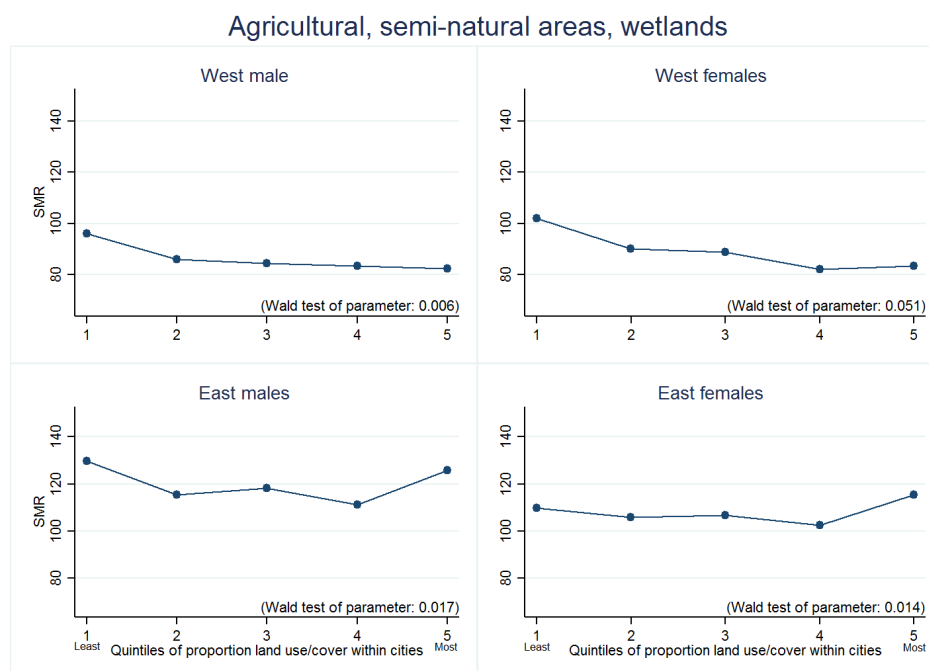 Agricultural, semi-natural areas, wetlands
West male
West females
SMR
140
120
100
80
(Wald test of parameter: 0.006)
1 2 3 4 5
140
120
100
80
(Wald test of parameter: 0.051)
1 2 3 4 5
East males
East females
SMR
140
120
100
80
(Wald test of parameter: 0.017)
1 2 3 4 5
Least Most
140
120
100
80
(Wald test of parameter: 0.014)
1 2 3 4 5
Least Most
Quintiles of proportion land use/cover within cities
Quintiles of proportion land use/cover within cities